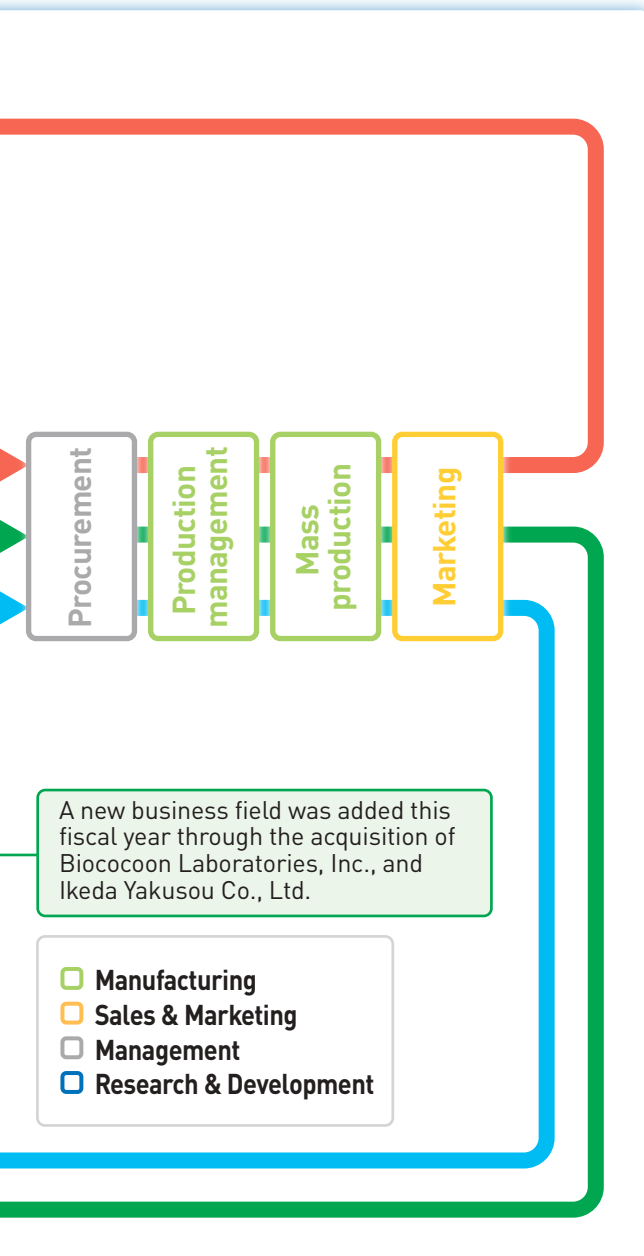 Procurement
Production
management
Mass
production
Marketing
A new business field was added this
fiscal year through the acquisition of
Biococoon Laboratories, Inc., and
Ikeda Yakusou Co., Ltd.
Manufacturing
Sales & Marketing
Management
Research & Development